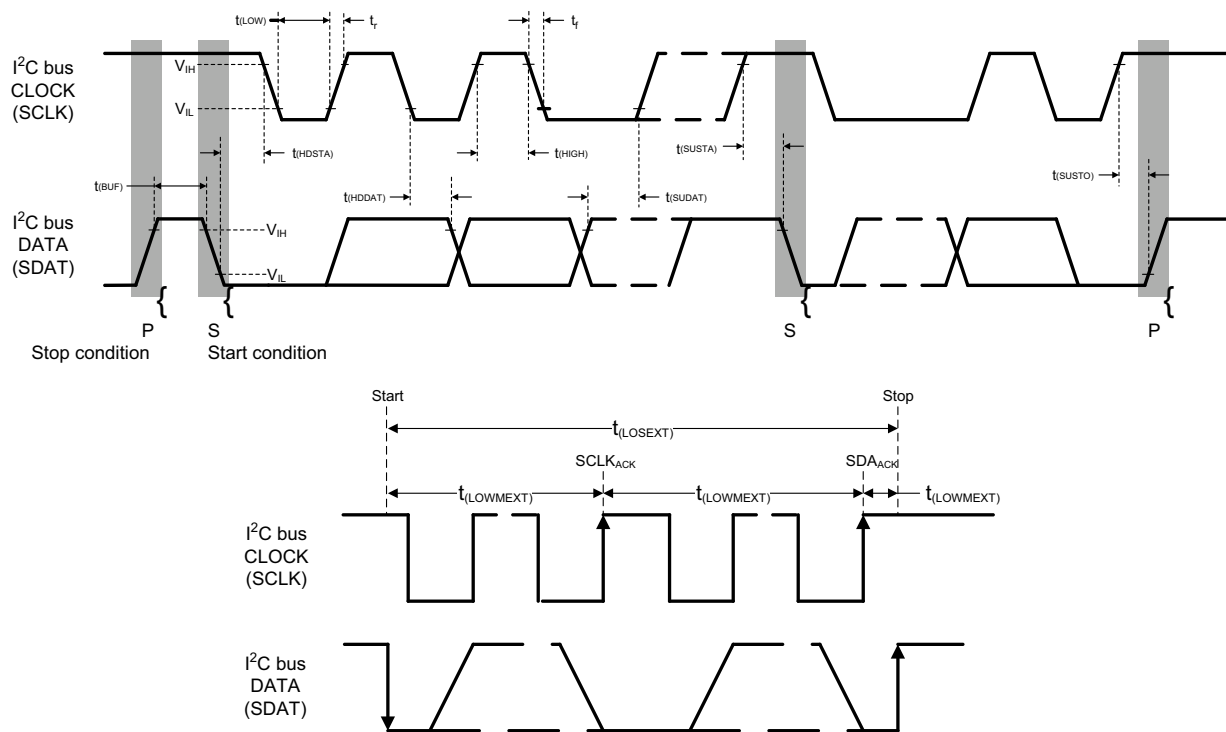 t(LOW)
tr
tf
I2C bus
CLOCK
(SCLK)
VIH
VIL
t(HDSTA)
t(HIGH)
t(SUSTA)
t(SUSTO)
t(BUF)
t(HDDAT)
t(SUDAT)
I2C bus
DATA
(SDAT)
VIH
VIL
{ { { {
P S S P
Stop condition Start condition
Start Stop
t(LOSEXT)
SCLKACK SDAACK
t(LOWMEXT) t(LOWMEXT) t(LOWMEXT)
I2C bus
CLOCK
(SCLK)
I2C bus
DATA
(SDAT)